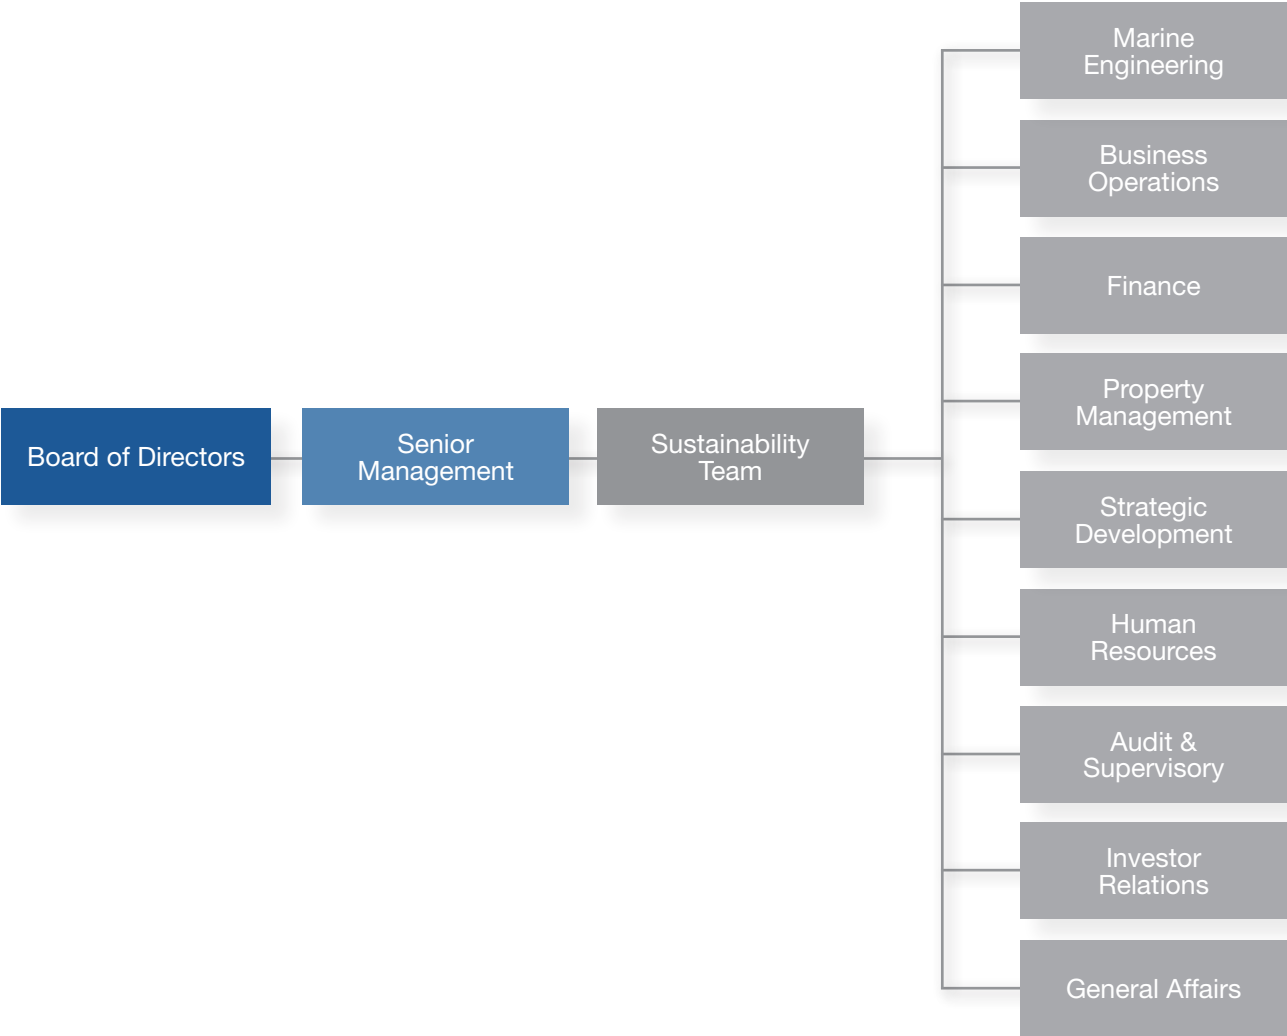 Board of Directors
Senior
Management
Sustainability
Team
Marine
Engineering
Business
Operations
Finance
Property
Management
Strategic
Development
Human
Resources
Audit &
Supervisory
Investor
Relations
General Affairs